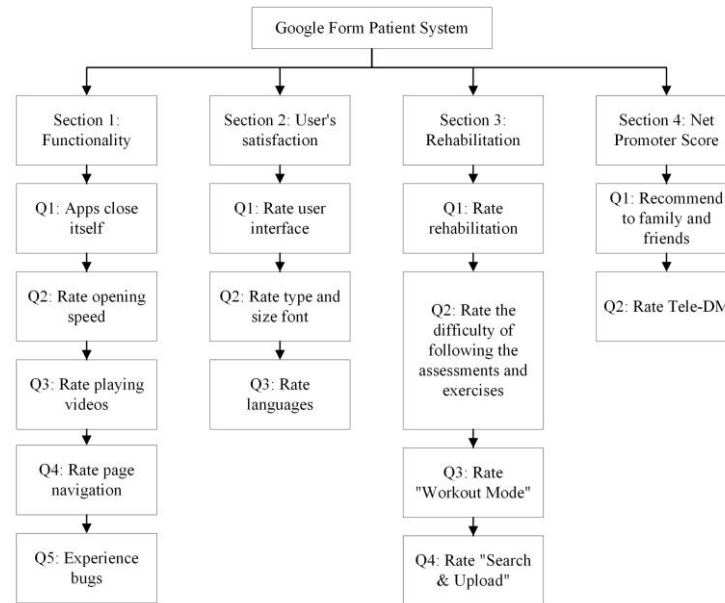 Google Form Patient System
Section 1:
Functionality
Q1: Apps close
itself
Q2: Rate opening
speed
Q3: Rate playing
videos
Q4: Rate page
navigation
Q5: Experience
bugs
Section 2: User's
satisfaction
Q1: Rate user
interface
Q2: Rate type and
size font
Q3: Rate
languages
Section 3:
Rehabilitation
Q1: Rate
rehabilitation
Q2: Rate the
difficulty of
following the
assessments and
exercises
Q3: Rate
"Workout Mode"
Q4: Rate "Search
& Upload"
Section 4: Net
Promoter Score
Q1: Recommend
to family and
friends
Q2: Rate Tele-DM